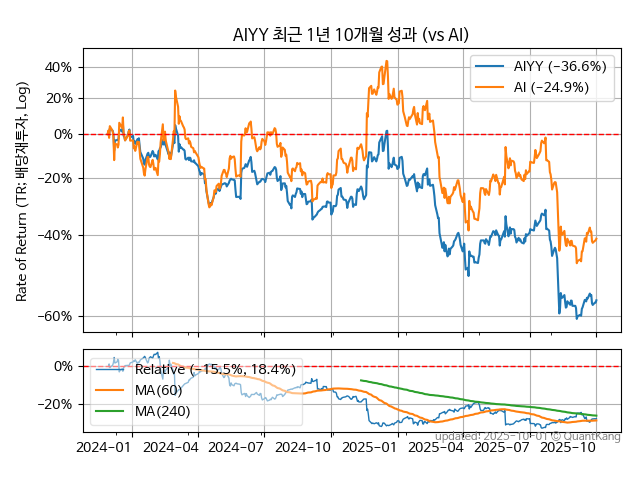 AIYY 최근 1년 10개월 성과 (vs AI)
Rate of Return (TR: 배당재투자, Log)
40%
20%
0%
−20%
−40%
−60%
AIYY (−36.6%)
AI (−24.9%)
0%
−20%
Relative (−15.5%, 18.4%)
MA(60)
MA(240)
2024−01
2024−04
2024−07
2024−10
2025−01
2025−04
2025−07
2025−10
updated: 2025−10−01 © QuantKang